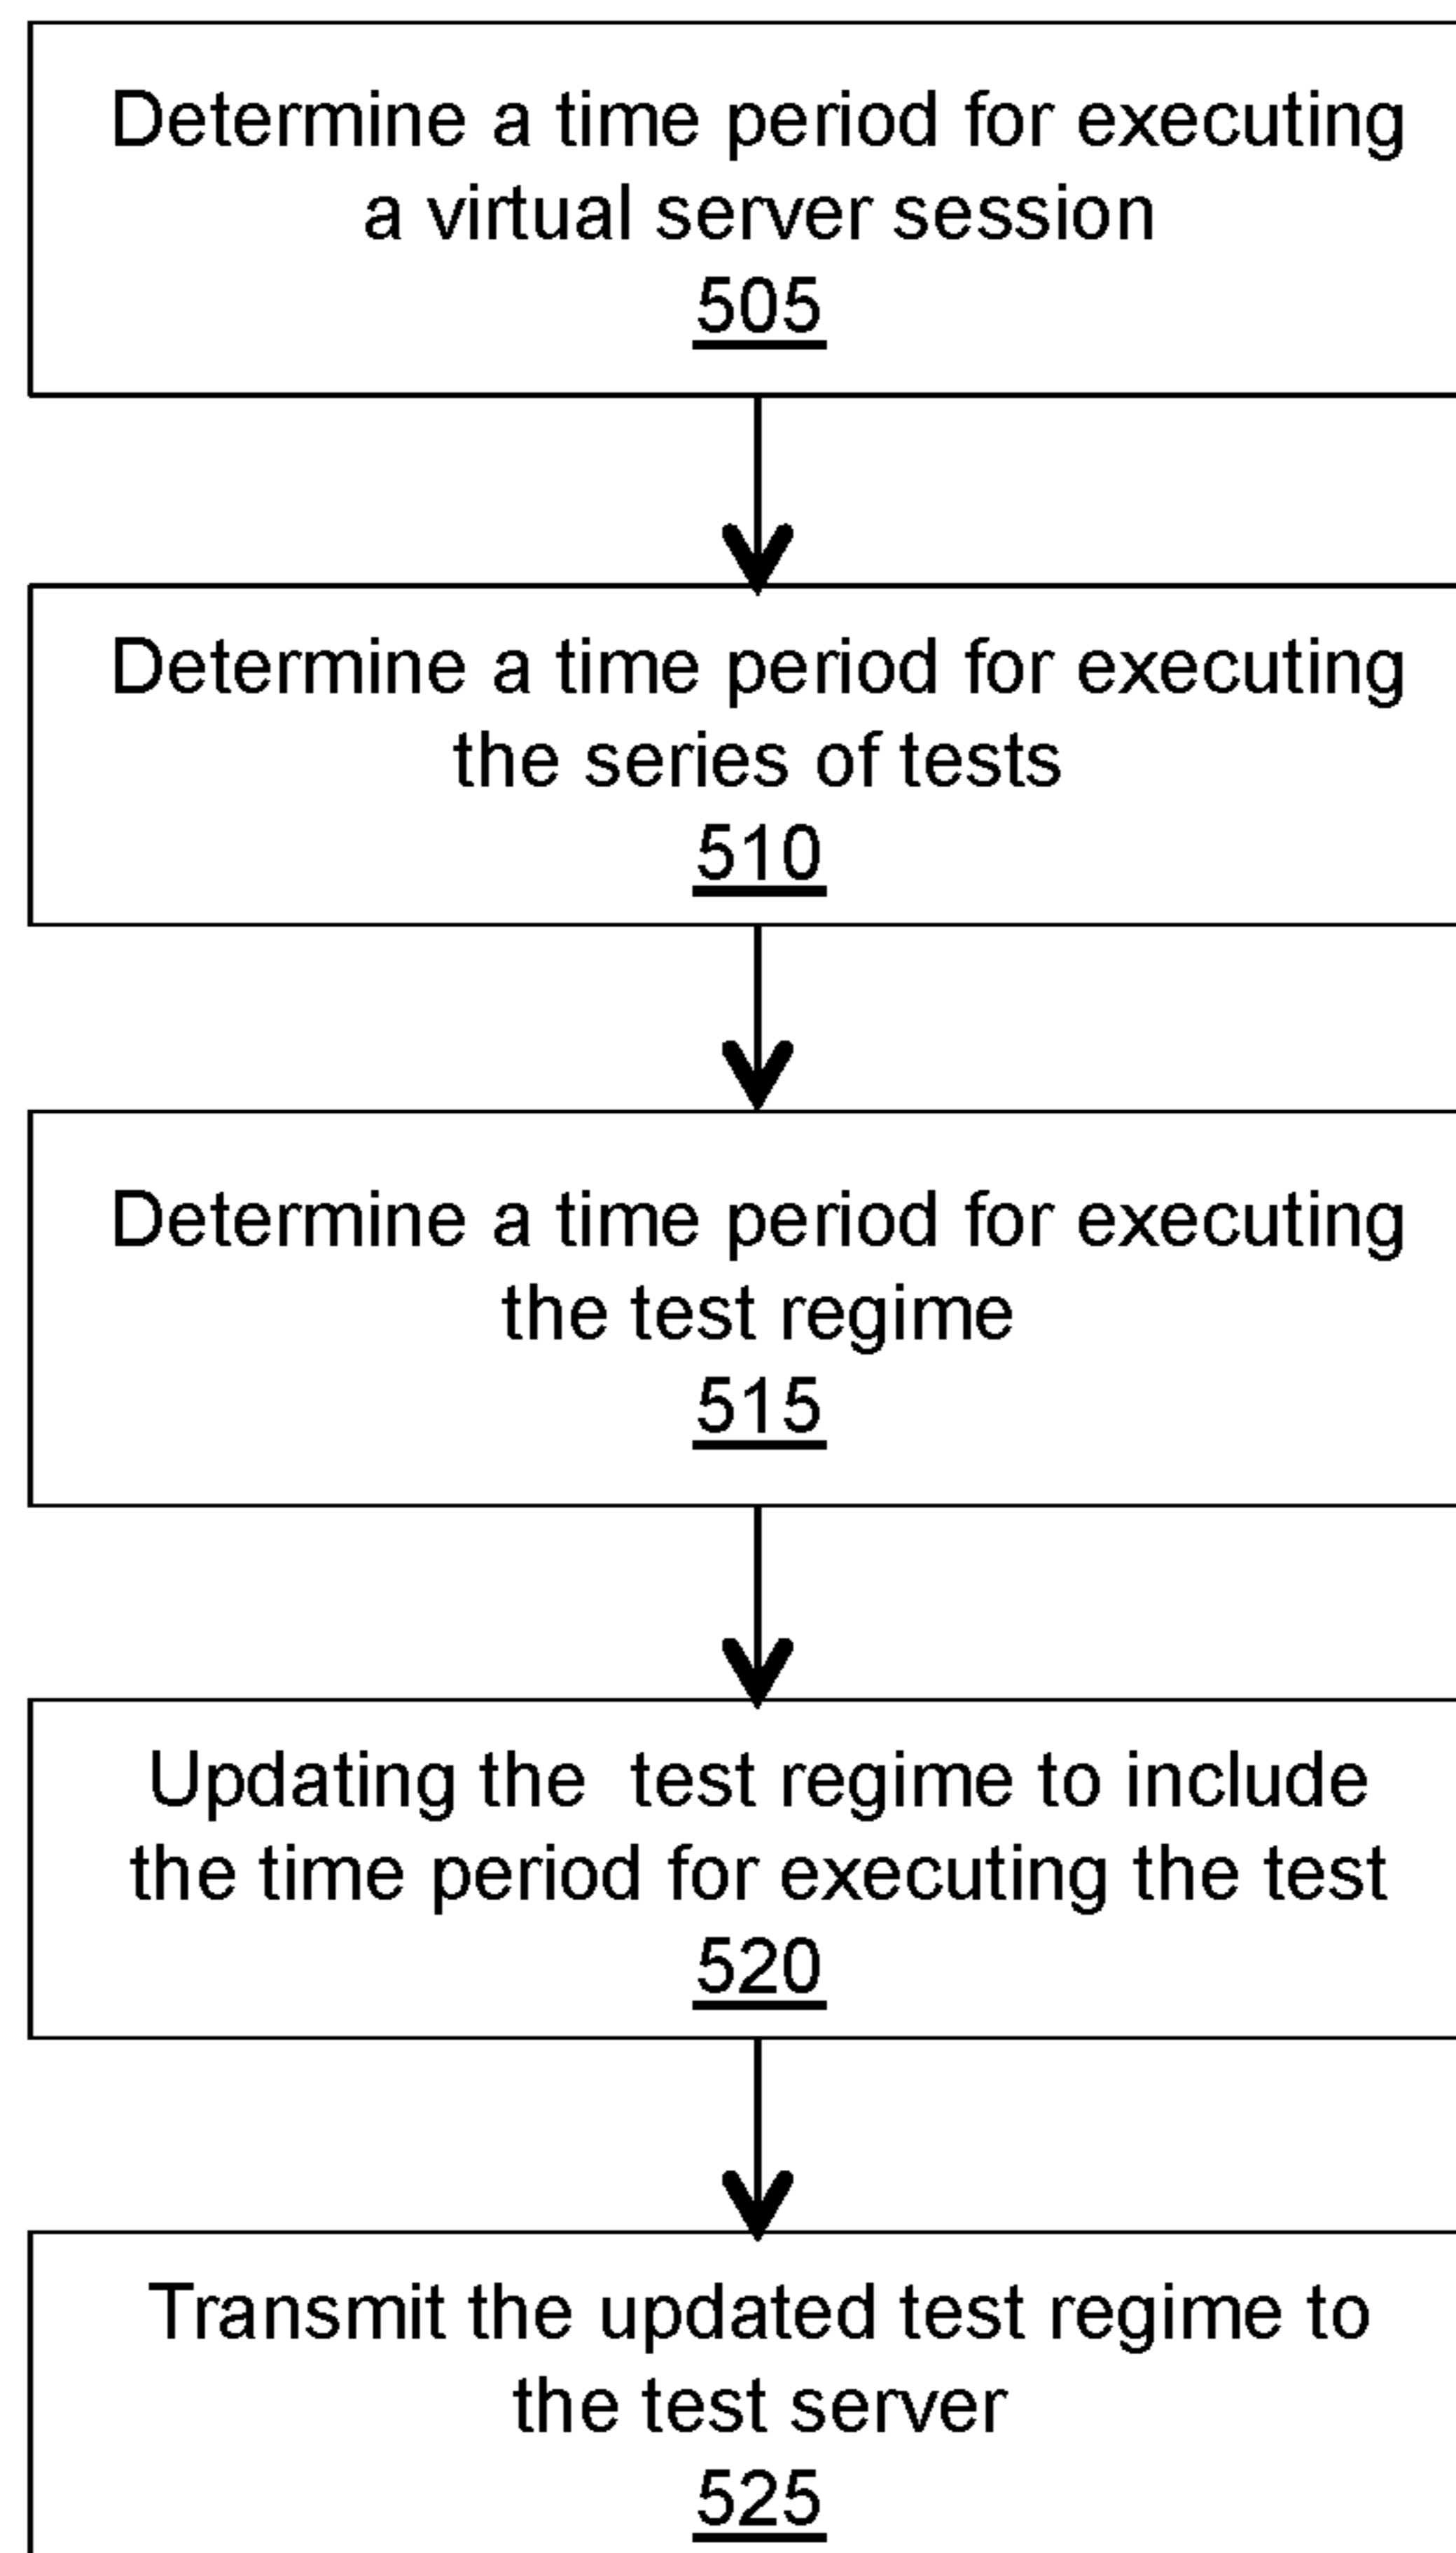 Determine a time period for executing
a virtual server session
505
Determine a time period for executing
the series of tests
510
Determine a time period for executing
the test regime
515
Updating the  test regime to include
the time period for executing the test
520
Transmit the updated test regime to
the test server
525